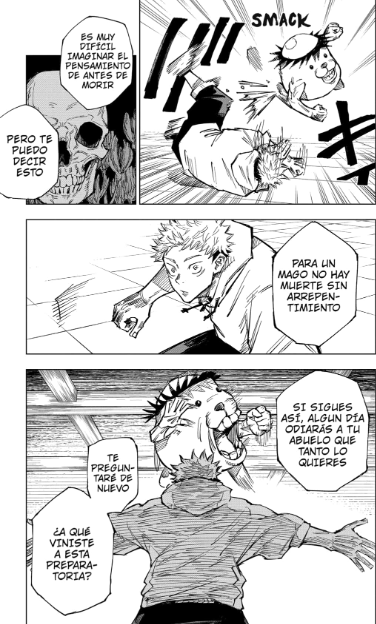 SMACK
ES MUY
DIFÍCIL
IMAGINAR EL
PENSAMIENTO
DE ANTES DE
MORIR
PERO TE
PUEDO
DECIR
ESTO
PARA UN
MAGO NO HAY
MUERTE SIN
ARREPEN-
TIMIENTO
SI SIGUES
ASÍ, ALGUN DÍA
ODIARÁS A TU
ABUELO QUE
TANTO LO
QUIERES
TE
PREGUN-
TARÉ DE
NUEVO
¿A QUÉ
VINISTE
A ESTA
PREPARA-
TORIA?